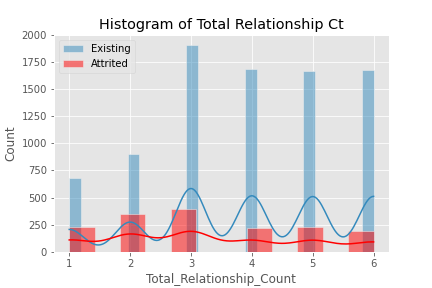 Histogram of Total Relationship Ct
Existing
Attrited
Count
2000
1750
1500
1250
1000
750
500
250
0
1 2 3 4 5 6
Total_Relationship_Count